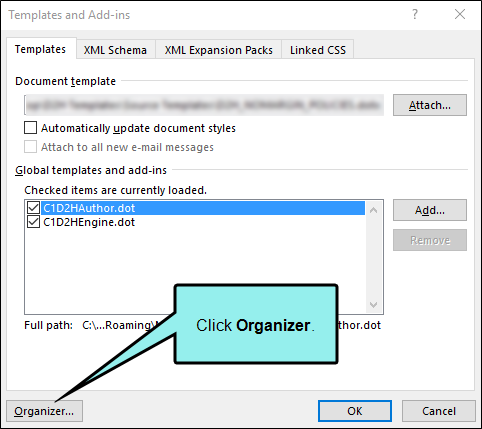 Templates and Add-ins
?
Templates
XML Schema
XML Expansion Packs
Linked CSS
Document template
Attach...
Automatically update document styles
Attach to all new e-mail messages
Global templates and add-ins
Checked items are currently loaded.
C1D2HAuthor.dot
Add...
C1D2HEngine.dot
Remove
Click Organizer.
Full path: C:\...Roaming\ thor.dot
Organizer...
OK
Cancel